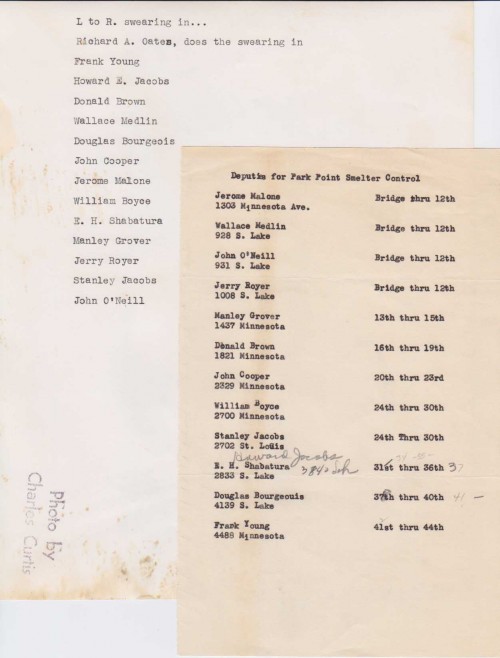 L to R. swearing in...
Richard A. Oates, does the swearing in
Frank Young
Howard E. Jacobs
Donald Brown
Wallace Medlin
Douglas Bourgeois
John Cooper
Jerome Malone
William Boyce
E. H. Shabatura
Manley Grover
Jerry Royer
Stanley Jacobs
John O'Neill
Photo by
Charles Curtis
Deputies for Park Point Smelter Control
Jerome Malone Bridge thru 12th
1303 Minnesota Ave.
Wallace Medlin Bridge thru 12th
928 S. Lake
John O'Neill Bridge thru 12th
931 S. Lake
Jerry Royer Bridge thru 12th
1008 S. Lake
Manley Grover 13th thru 15th
1437 Minnesota
Donald Brown 16th thru 19th
1821 Minnesota
John Cooper 20th thru 23rd
2329 Minnesota
William Boyce 24th thru 30th
2700 Minnesota
Stanley Jacobs 24th Thru 30th
2702 St. Louis
Howard Jacobs
E. H. Shabatura 3840 31st thru 36th 37
2833 S. Lake
Douglas Bourgeouis 37th thru 40th 41 -
4139 S. Lake
Frank Young 41st thru 44th
4488 Minnesota